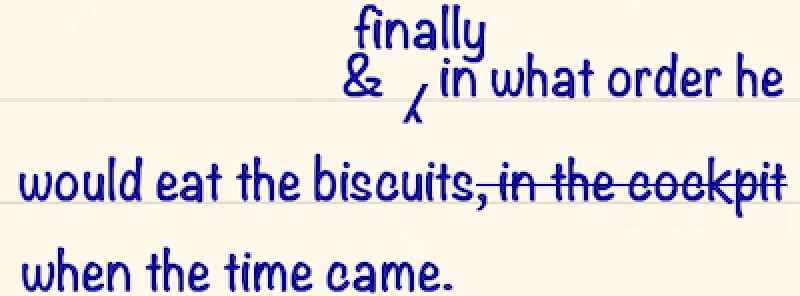 finally
& in what order he
would eat the biscuits, in the cockpit
when the time came.